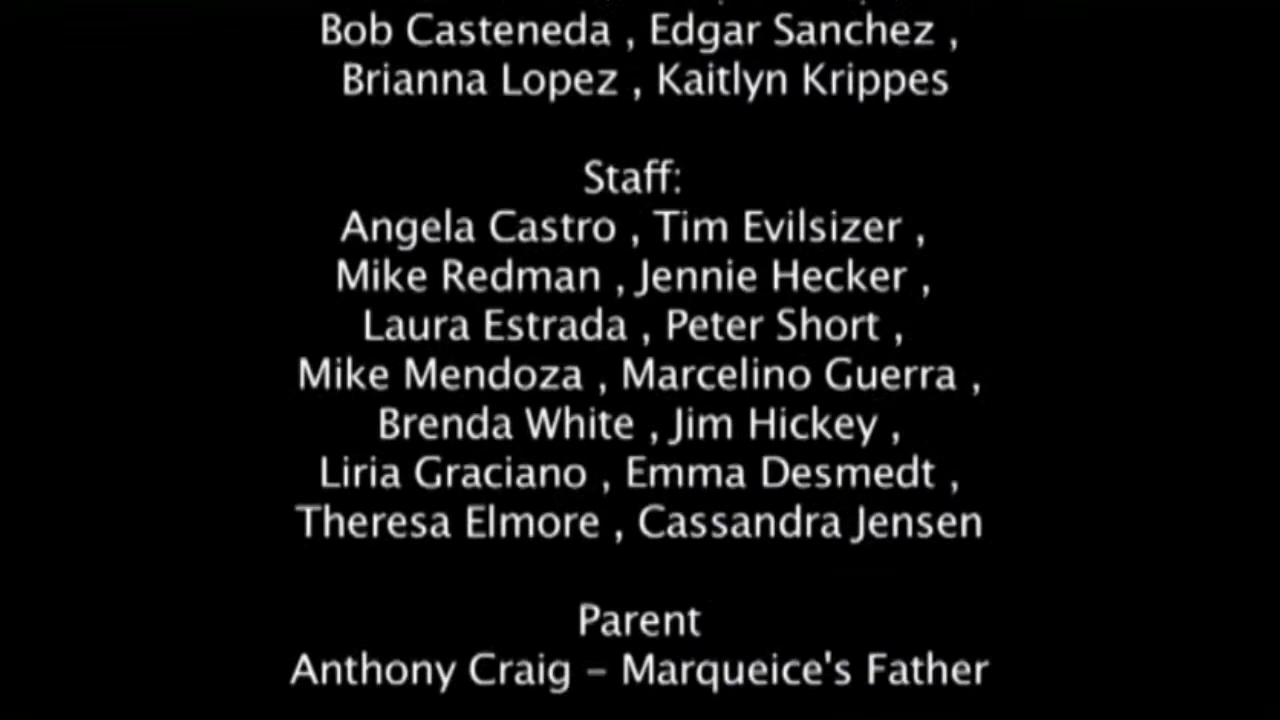 Bob Casteneda , Edgar Sanchez ,
Brianna Lopez , Kaitlyn Krippes
Staff:
Angela Castro , Tim Evilsizer ,
Mike Redman , Jennie Hecker ,
Laura Estrada , Peter Short ,
Mike Mendoza , Marcelino Guerra ,
Brenda White , Jim Hickey ,
Liria Graciano , Emma Desmedt ,
Theresa Elmore , Cassandra Jensen
Parent
Anthony Craig – Marqueice's Father